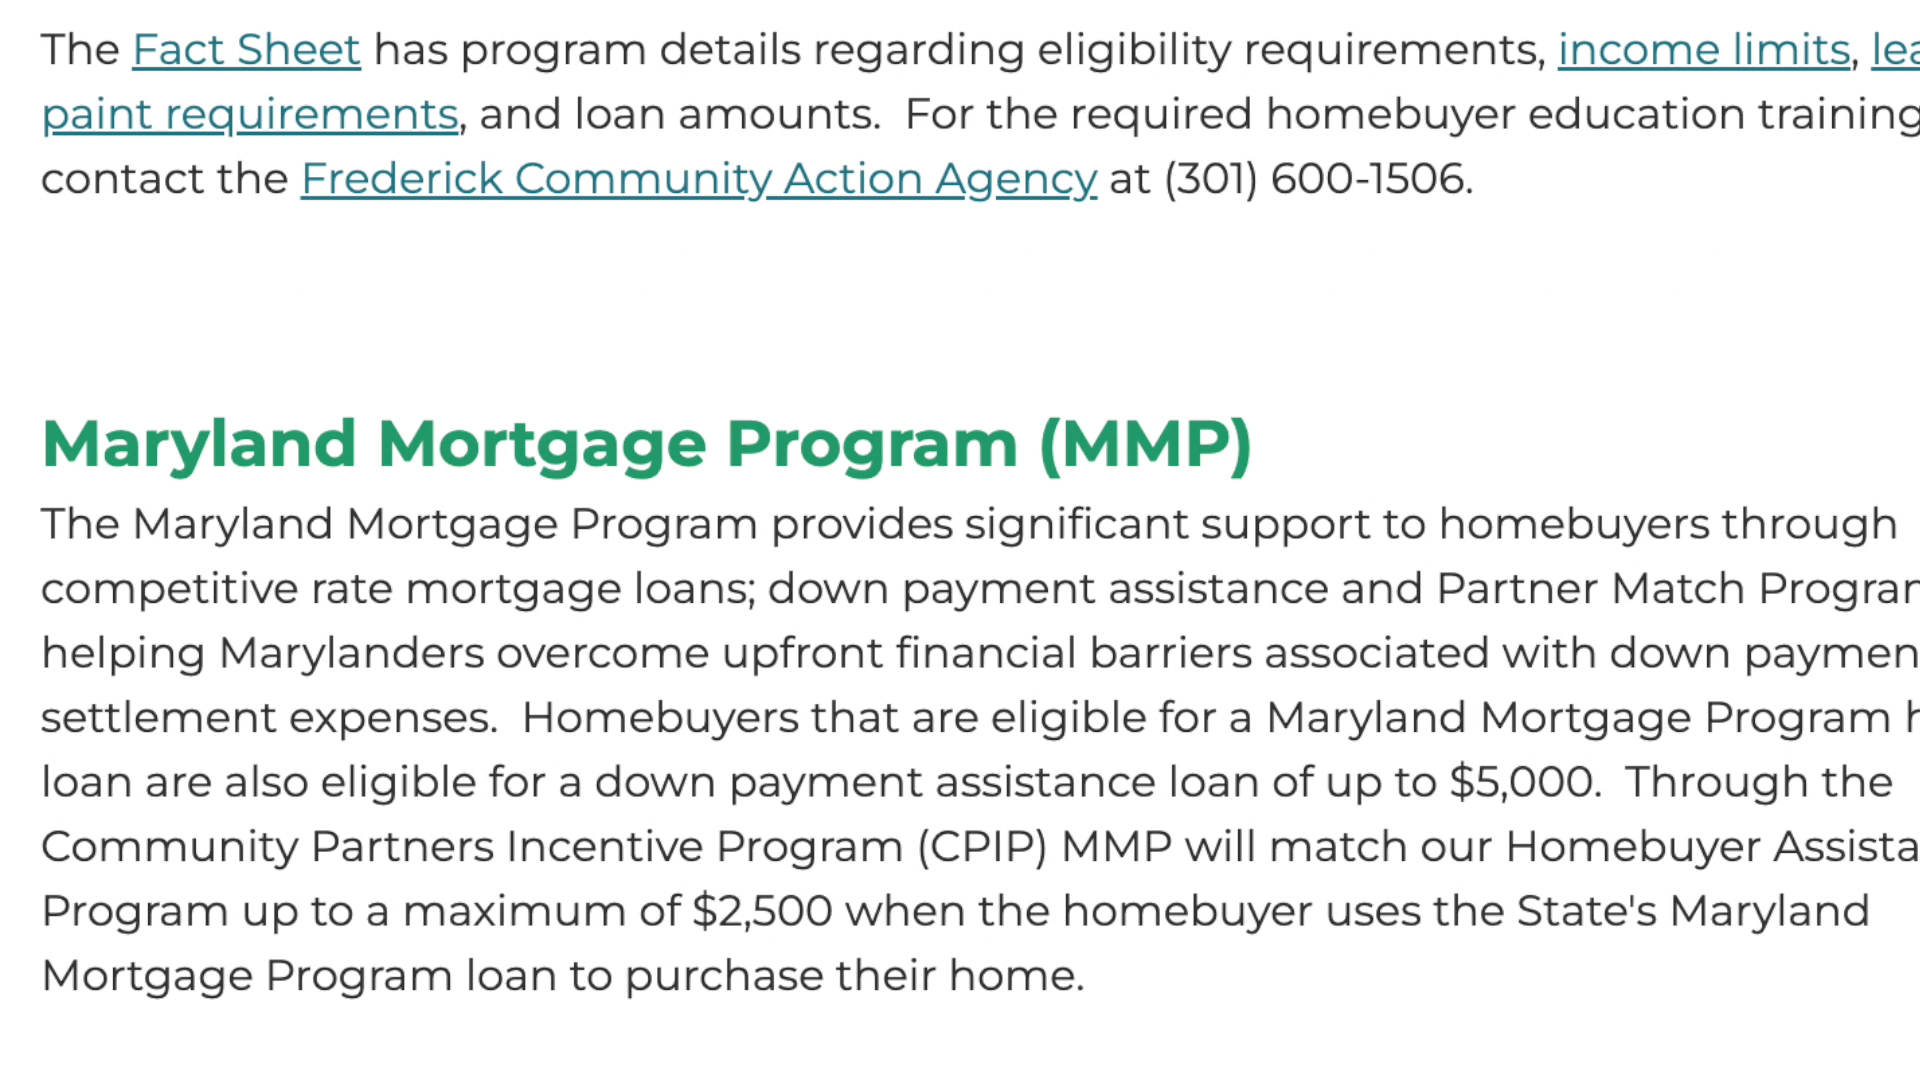 The Fact Sheet has program details regarding eligibility requirements, income limits,
paint requirements, and loan amounts.  For the required homebuyer education training
contact the Frederick Community Action Agency at (301) 600-1506.
Maryland Mortgage Program (MMP)
The Maryland Mortgage Program provides significant support to homebuyers through
competitive rate mortgage loans; down payment assistance and Partner Match
helping Marylanders overcome upfront financial barriers associated with down
settlement expenses.  Homebuyers that are eligible for a Maryland Mortgage Program
loan are also eligible for a down payment assistance loan of up to $5,000.  Through the
Community Partners Incentive Program (CPIP) MMP will match our Homebuyer
Program up to a maximum of $2,500 when the homebuyer uses the State's Maryland
Mortgage Program loan to purchase their home.